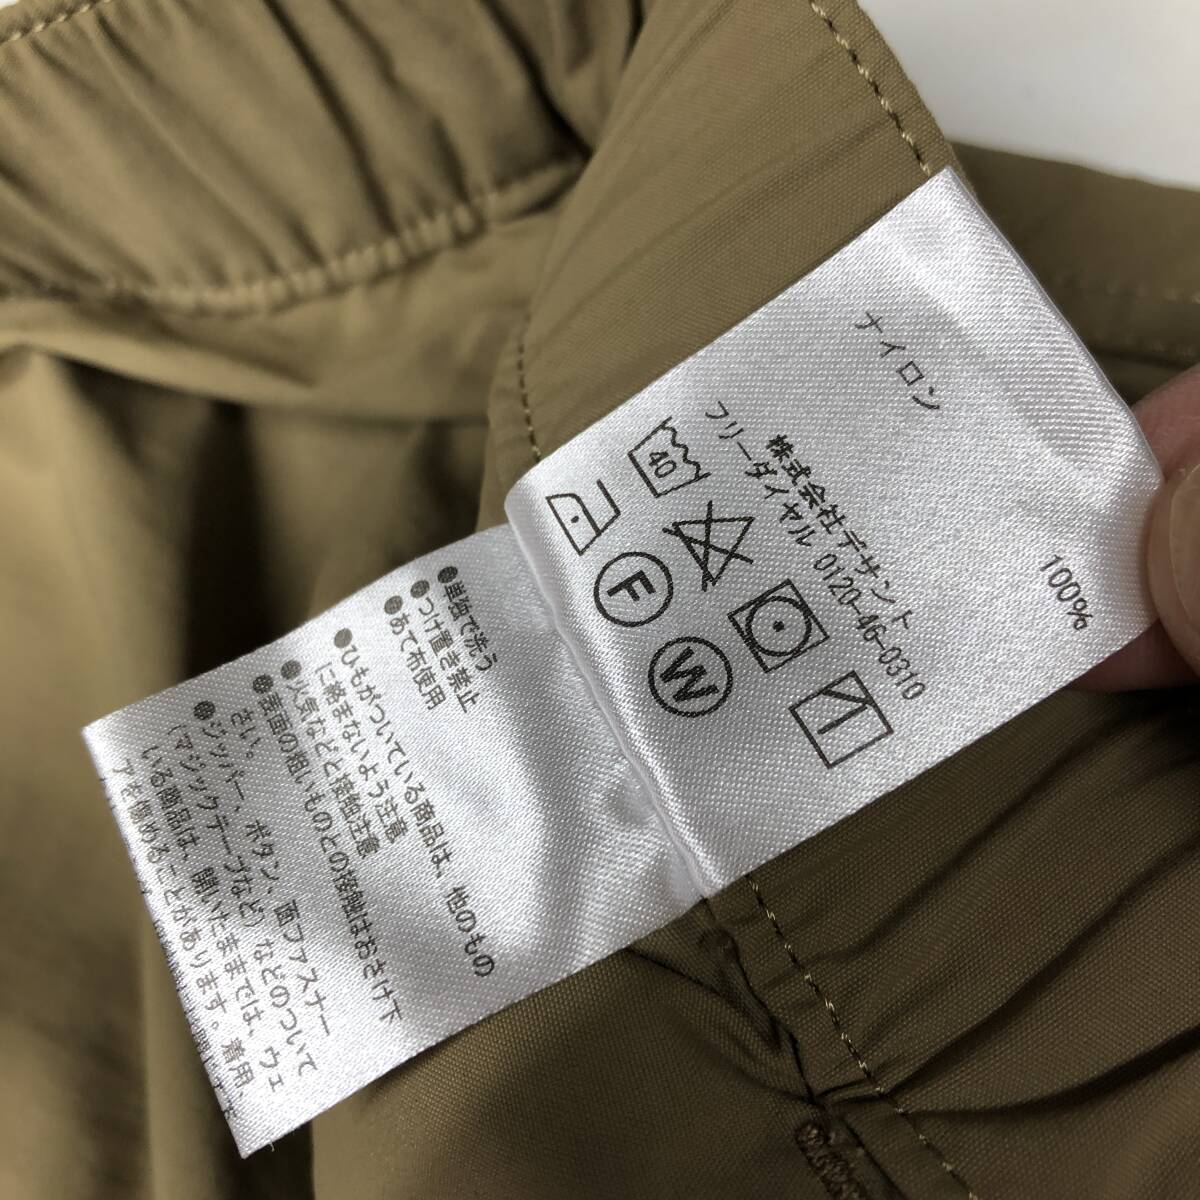 ナイロン 100%
株式会社デサント
フリーダイヤル 0120-46-0310
40
F
W
●単独で洗う
●つけ置き禁止
●あて布使用
●ひもがついている商品は、他のもの
に絡まないよう注意
●火気などと接触注意
●表面の粗いものとの接触はおさけ下
さい。
●ジッパー、ボタン、面ファスナー
(マジックテープなど)などのついて
いる商品は、開いたままでは、ウェ
アを傷めることがあります。着用、